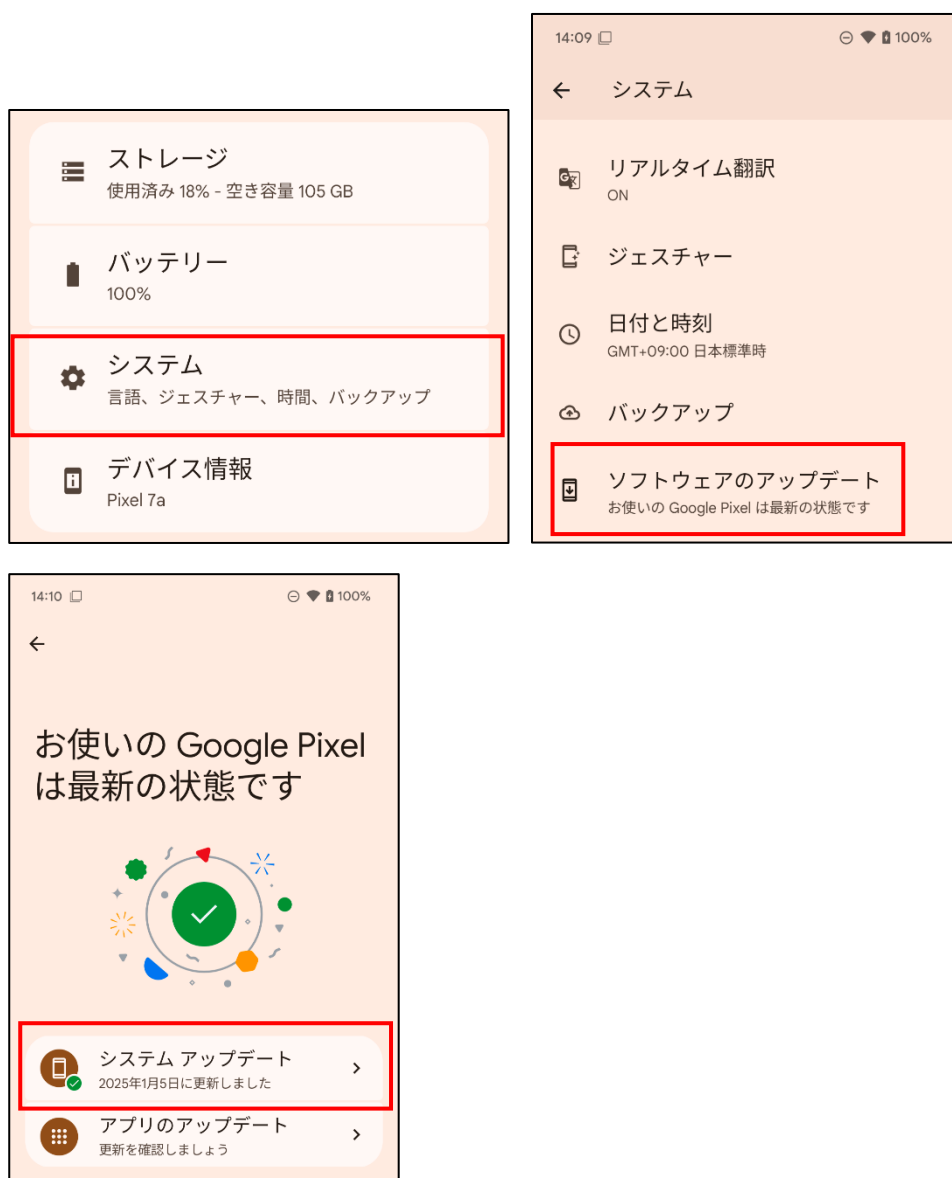 ストレージ
使用済み 18% - 空き容量 105 GB
バッテリー
100%
システム
言語、ジェスチャー、時間、バックアップ
デバイス情報
Pixel 7a
14:09
100%
システム
リアルタイム翻訳
ON
ジェスチャー
日付と時刻
GMT+09:00 日本標準時
バックアップ
ソフトウェアのアップデート
お使いの Google Pixel は最新の状態です
14:10
100%
お使いの Google Pixel
は最新の状態です
システム アップデート
2025年1月5日に更新しました
アプリのアップデート
更新を確認しましょう